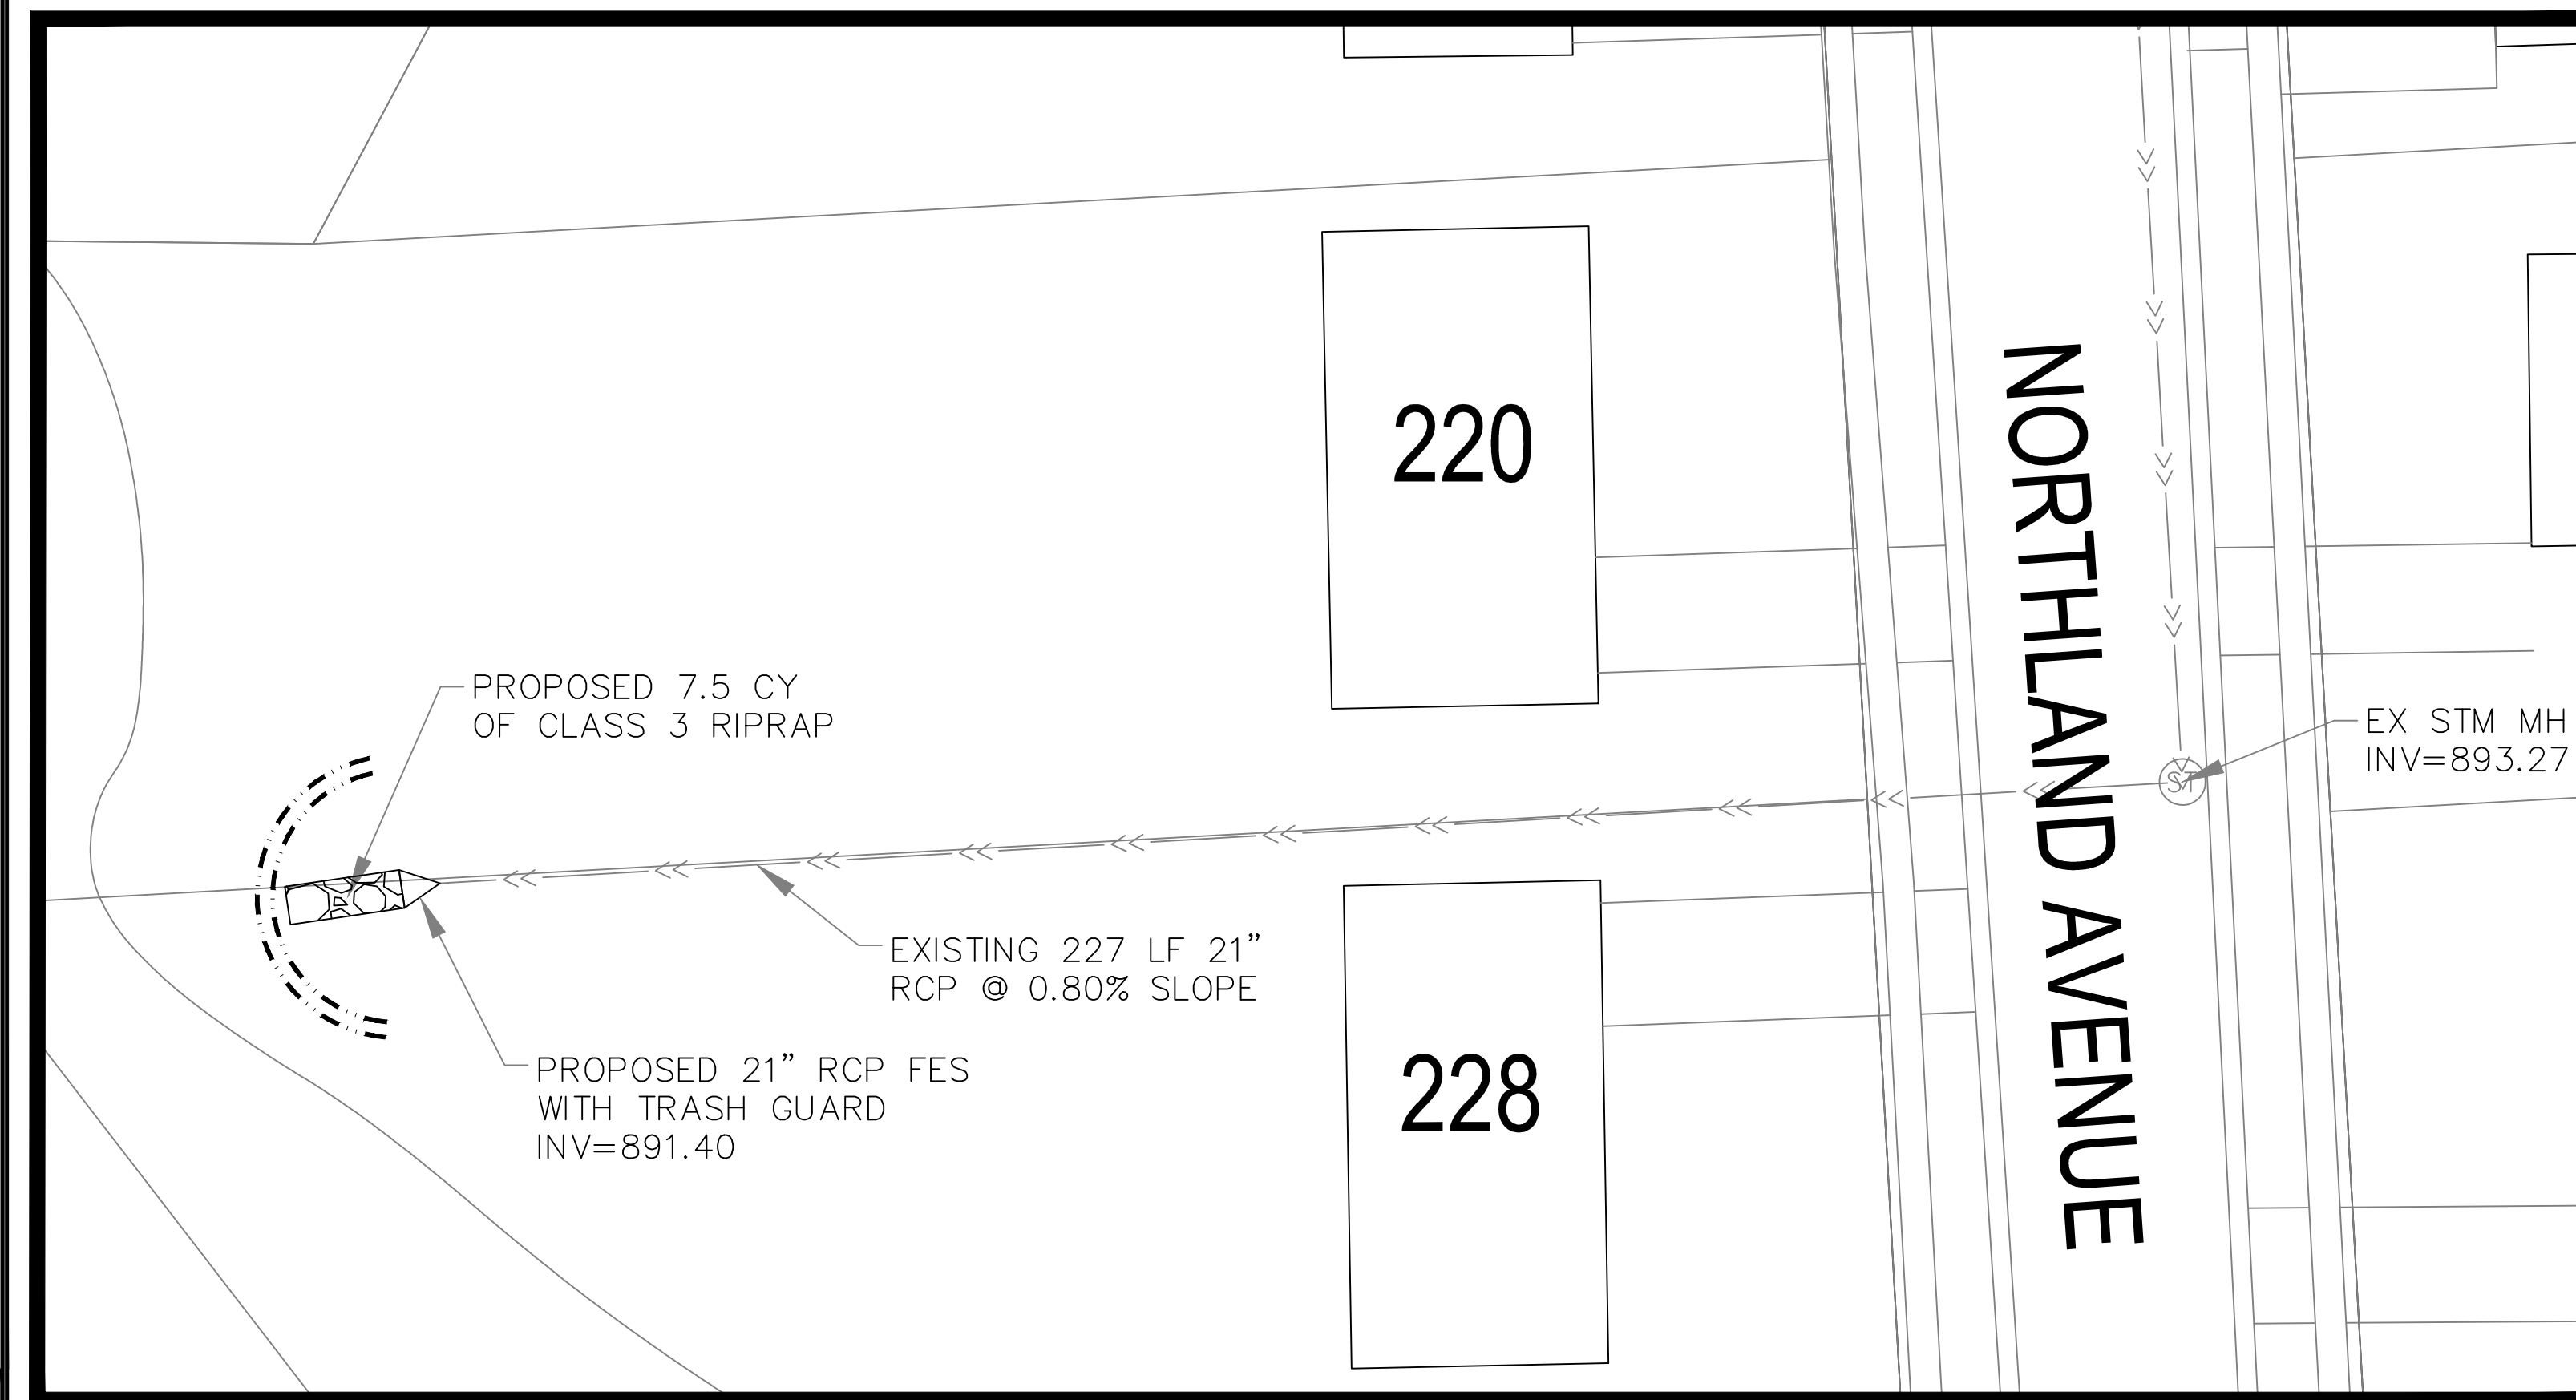 220
NORTHLAND AVENUE
PROPOSED 7.5 CY
OF CLASS 3 RIPRAP
EX STM MH
INV=893.27
ST
EXISTING 227 LF 21”
RCP @ 0.80% SLOPE
PROPOSED 21” RCP FES
WITH TRASH GUARD
INV=891.40
228